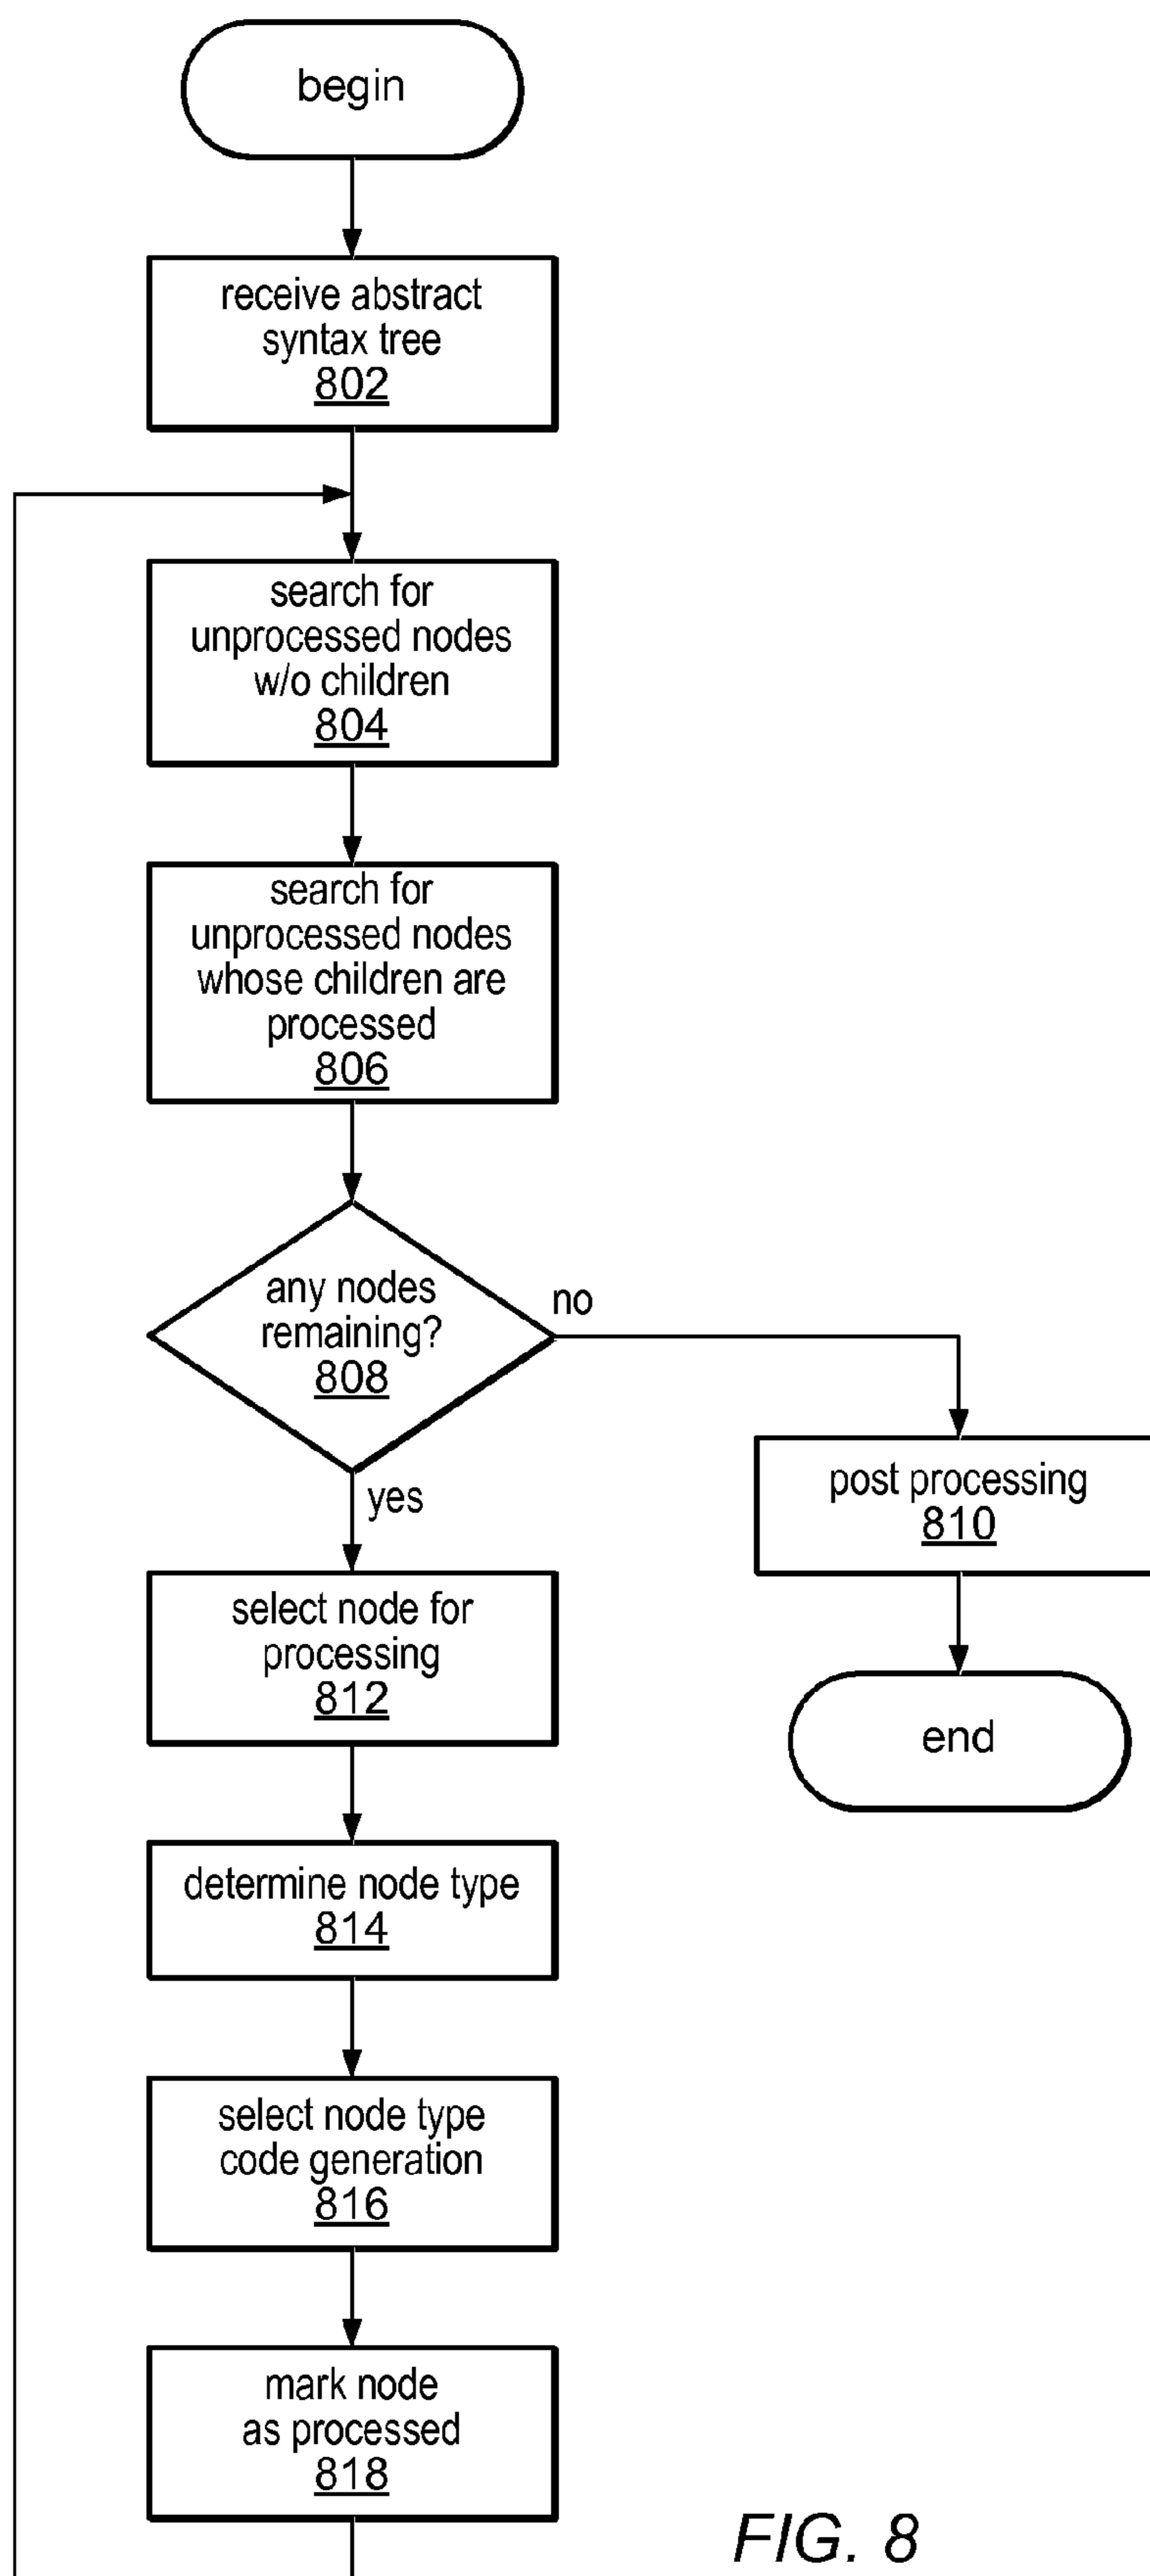 begin
receive abstract
syntax tree
802
search for
unprocessed nodes
w/o children
804
search for
unprocessed nodes
whose children are
processed
806
any nodes
remaining?
808
no
yes
post processing
810
end
select node for
processing
812
determine node type
814
select node type
code generation
816
mark node
as processed
818
FIG. 8